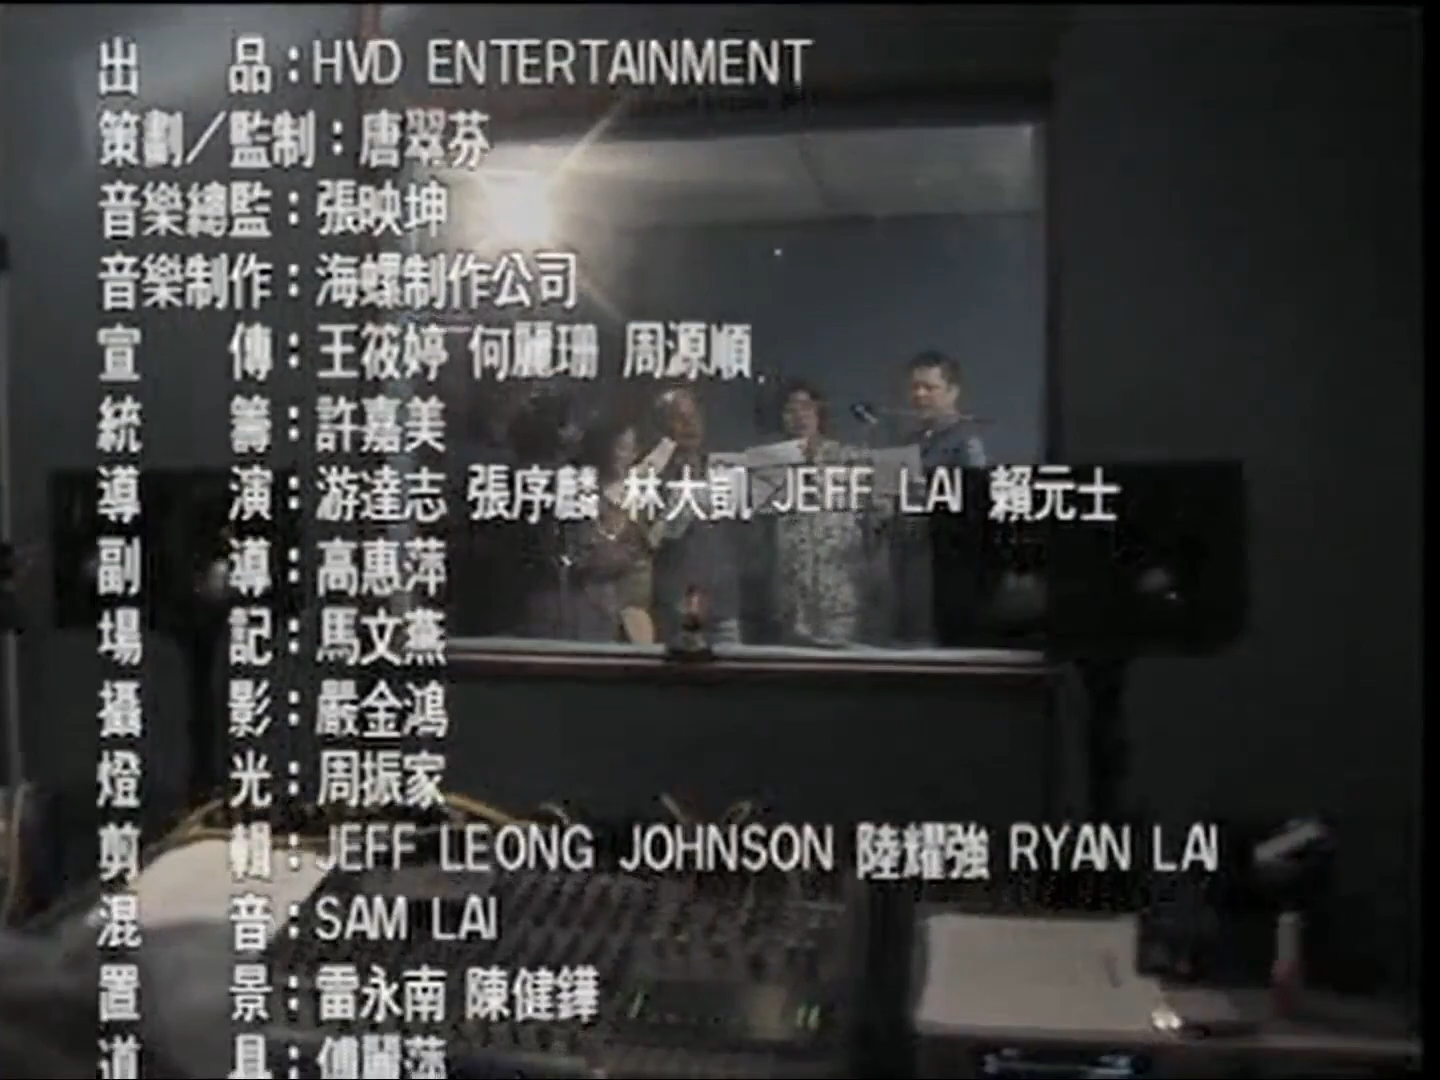 出品:HVD ENTERTAINMENT
策劃/監制:唐翠芬
音樂總監:張映坤
音樂制作:海螺制作公司
宣傳:王筱婷 何麗珊 周源順
統籌:許嘉美
導演:游達志 張序麟 林大凱 JEFF LAI 賴元士
副導:高惠萍
場記:馬文燕
攝影:嚴金鴻
燈光:周振家
剪輯:JEFF LEONG JOHNSON 陸耀強 RYAN LAI
混音:SAM LAI
置景:雷永南 陳健鏵
道具:傅麗萍